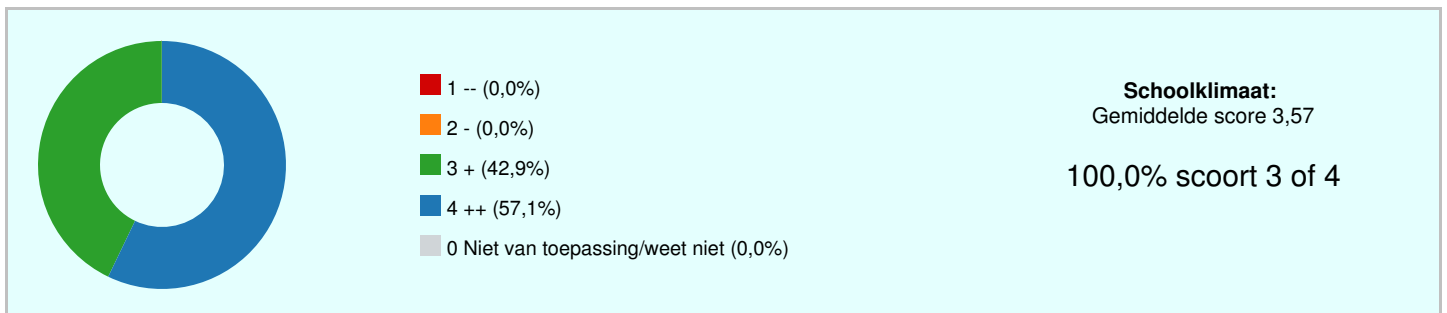 1 -- (0,0%)
2 - (0,0%)
3 + (42,9%)
4 ++ (57,1%)
0 Niet van toepassing/weet niet (0,0%)
Schoolklimaat:
Gemiddelde score 3,57
100,0% scoort 3 of 4